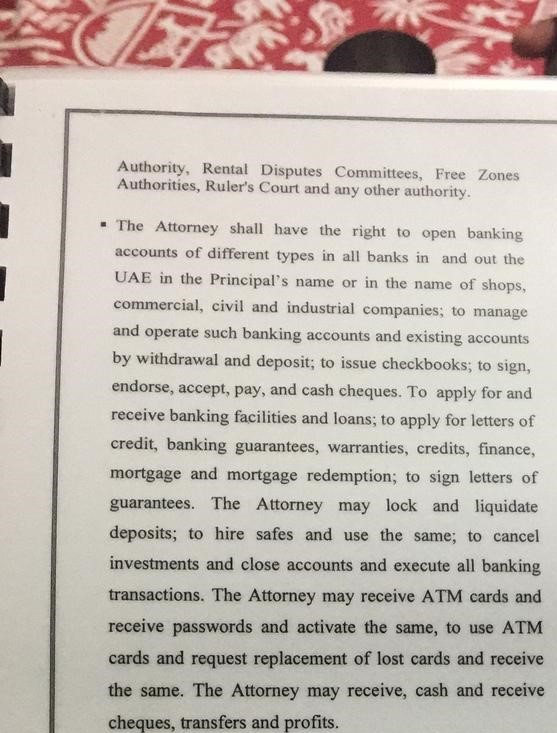 Authority, Rental Disputes Committees, Free Zones
Authorities, Ruler's Court and any other authority.
▪ The Attorney shall have the right to open banking
accounts of different types in all banks in and out the
UAE in the Principal's name or in the name of shops,
commercial, civil and industrial companies; to manage
and operate such banking accounts and existing accounts
by withdrawal and deposit; to issue checkbooks; to sign,
endorse, accept, pay, and cash cheques. To apply for and
receive banking facilities and loans; to apply for letters of
credit, banking guarantees, warranties, credits, finance,
mortgage and mortgage redemption; to sign letters of
guarantees. The Attorney may lock and liquidate
deposits; to hire safes and use the same; to cancel
investments and close accounts and execute all banking
transactions. The Attorney may receive ATM cards and
receive passwords and activate the same, to use ATM
cards and request replacement of lost cards and receive
the same. The Attorney may receive, cash and receive
cheques, transfers and profits.